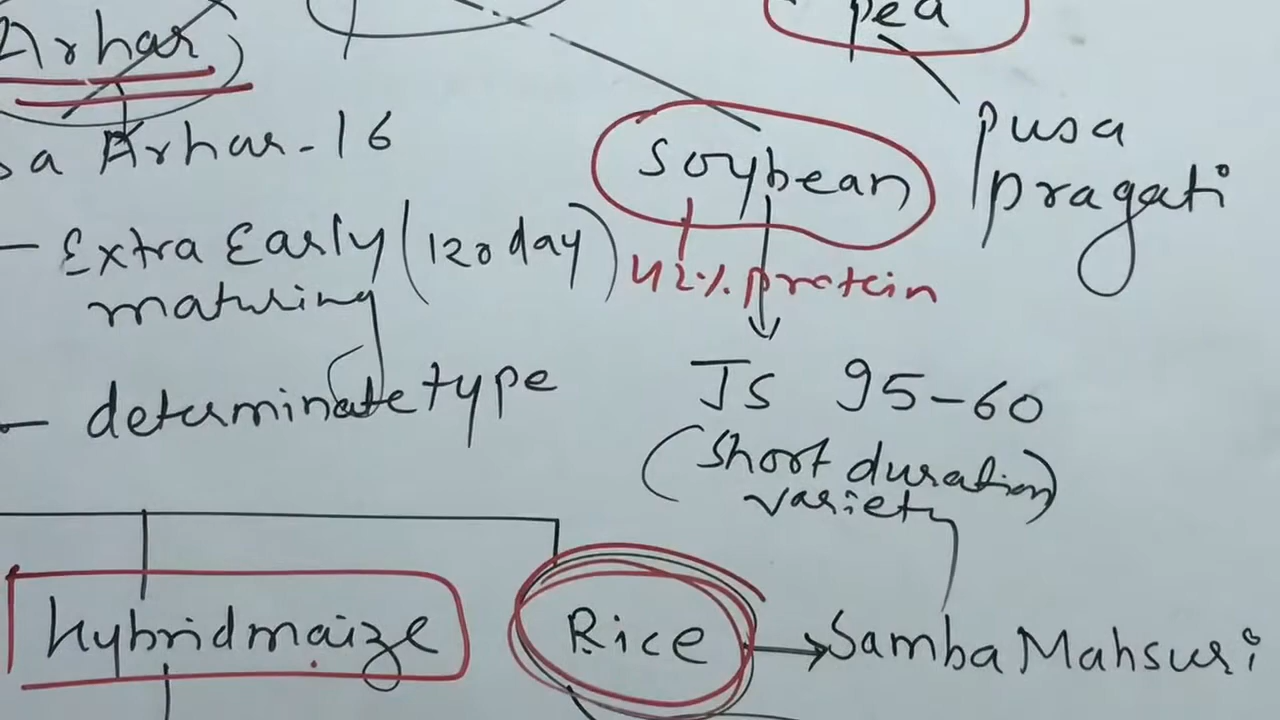 pea
Arhar
pusa
pragati
sa Arhar-16
Soybean
- Extra Early (120 day)
maturing
42% protein
- determinate type
JS 95-60
(Short duration)
variety
hybrid maize
Rice
Samba Mahsuri